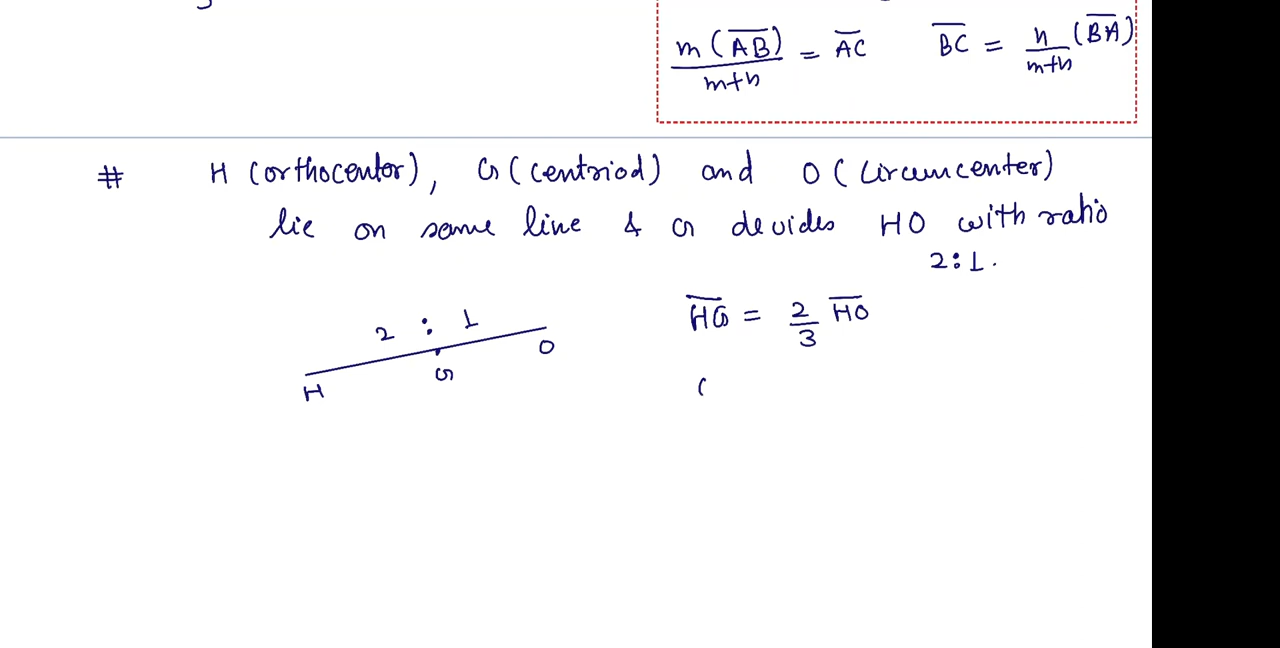 m(AB)/m+n = AC BC = n/m+n (BA)
# H (orthocentor), G (centriod) and O (circumcenter)
lie on same line & G devides HO with ratio
2:1.
2 : 1 HG = 2/3 HO
H G O
(